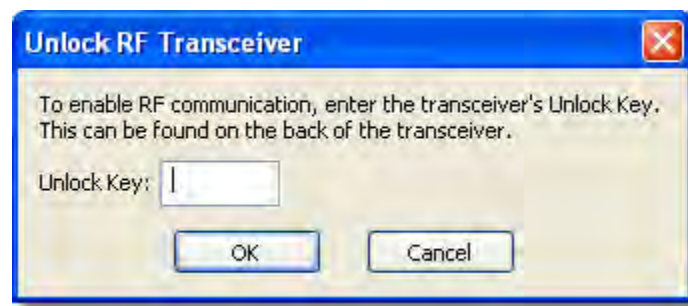 Unlock RF Transceiver
To enable RF communication, enter the transceiver's Unlock Key.
This can be found on the back of the transceiver.
Unlock Key:
OK Cancel